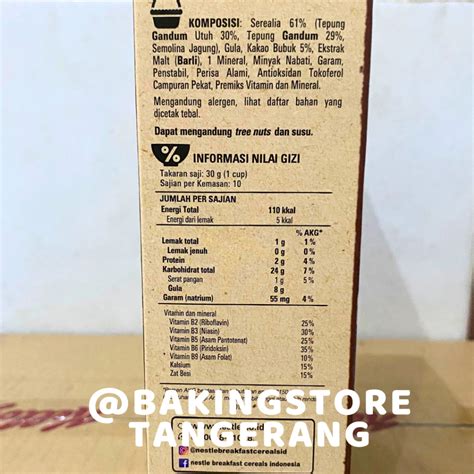 KOMPOSISI: Serealia 61% (Tepung
Gandum Utuh 30%, Tepung Gandum 29%,
Semolina Jagung), Gula, Kakao Bubuk 5%, Ekstrak
Malt (Barli), 1 Mineral, Minyak Nabati, Garam,
Penstabil, Perisa Alami, Antioksidan Tokoferol
Campuran Pekat, Premiks Vitamin dan Mineral.
Mengandung alergen, lihat daftar bahan yang
dicetak tebal.
Dapat mengandung tree nuts dan susu.
% INFORMASI NILAI GIZI
Takaran saji: 30 g (1 cup)
Sajian per Kemasan: 10
JUMLAH PER SAJIAN
Energi Total 110 kkal
Energi dari lemak 5 kkal
% AKG*
Lemak total 1 g 1 %
Lemak jenuh 0 g 0 %
Protein 2 g 4 %
Karbohidrat total 24 g 7 %
Serat pangan 1 g 5 %
Gula 8 g
Garam (natrium) 55 mg 4 %
Vitamin dan mineral
Vitamin B2 (Riboflavin) 25%
Vitamin B3 (Niasin) 30%
Vitamin B5 (Asam Pantotenat) 25%
Vitamin B6 (Piridoksin) 35%
Vitamin B9 (Asam Folat) 10%
Kalsium 15%
Zat Besi 15%
@BAKINGSTORE
TANGERANG
nestlebreakfastcerealsid
nestle breakfast cereals indonesia